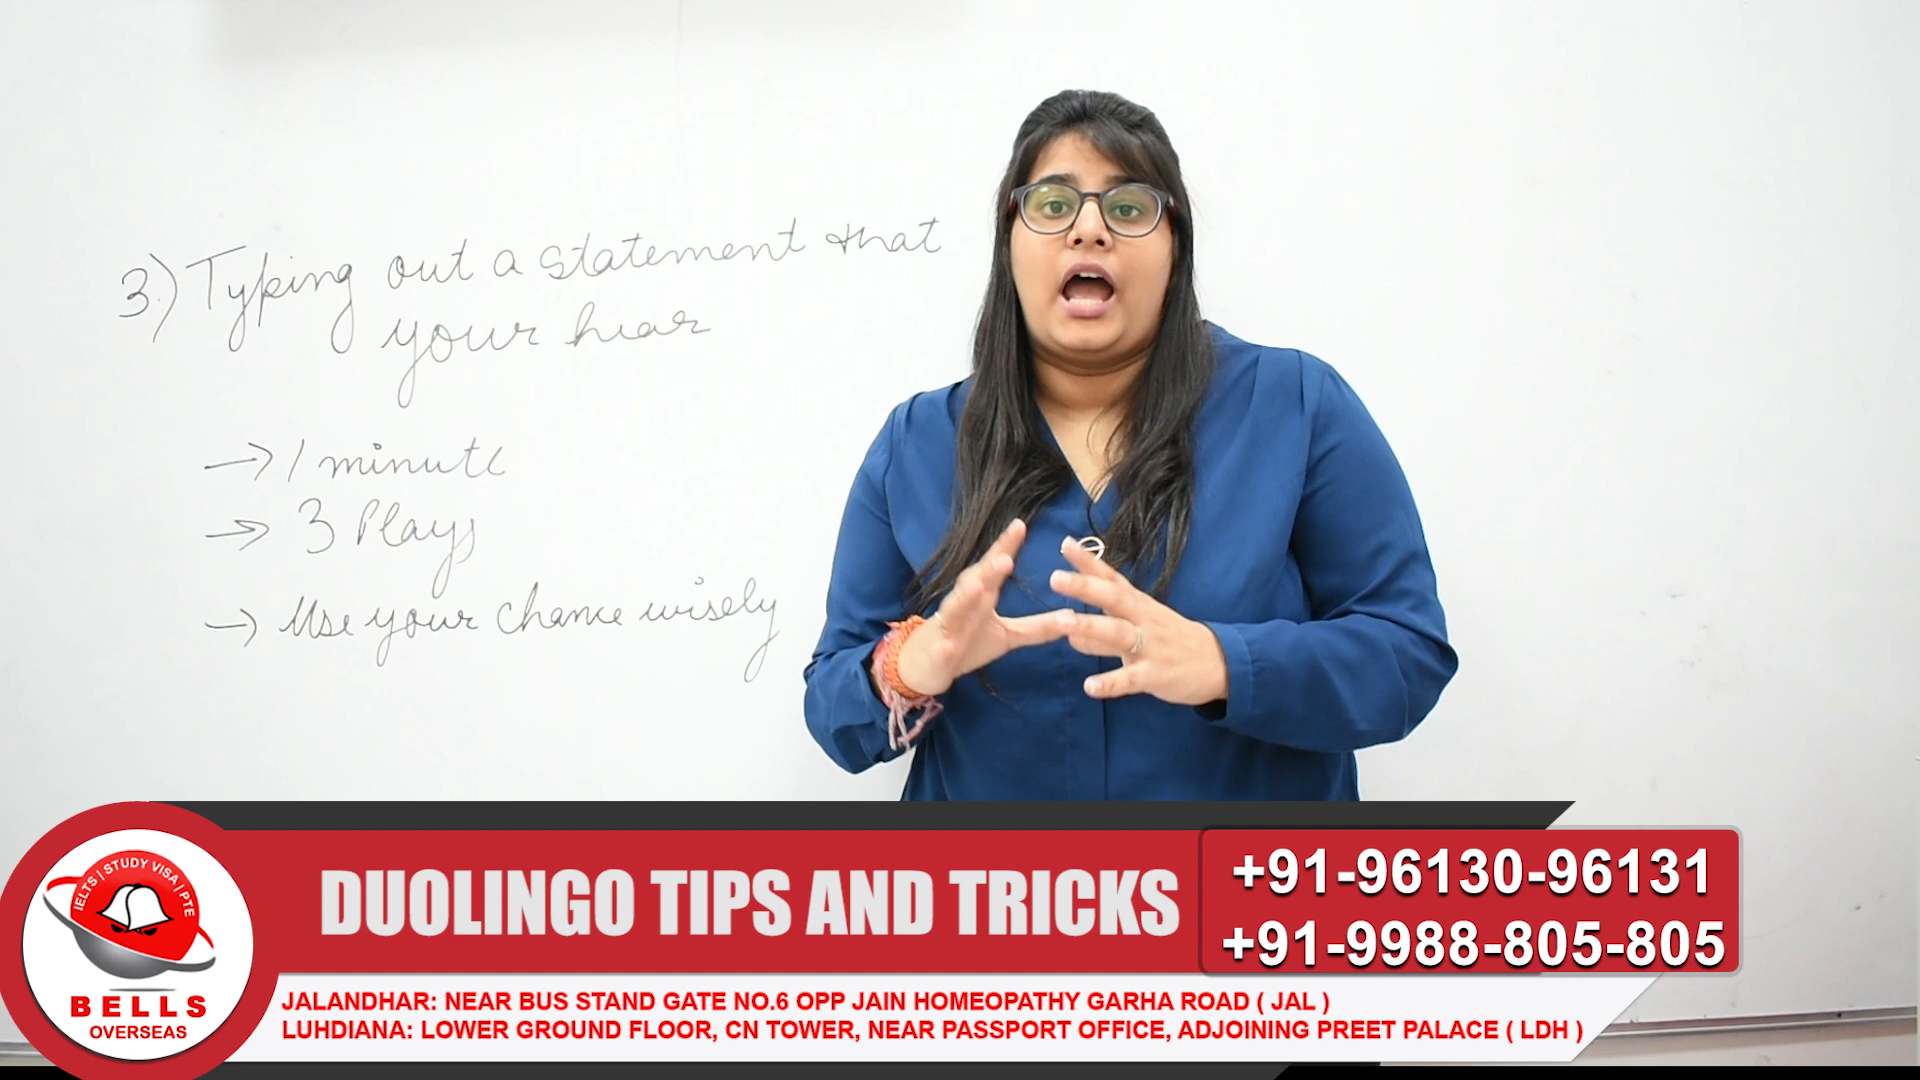 3.) Typing out a statement that
your hear
→ 1 minute
→ 3 Plays
→ Use your chance wisely
IELTS | STUDY VISA | PTE
BELLS
OVERSEAS
DUOLINGO TIPS AND TRICKS
+91-96130-96131
+91-9988-805-805
JALANDHAR: NEAR BUS STAND GATE NO.6 OPP JAIN HOMEOPATHY GARHA ROAD ( JAL )
LUHDIANA: LOWER GROUND FLOOR, CN TOWER, NEAR PASSPORT OFFICE, ADJOINING PREET PALACE ( LDH )